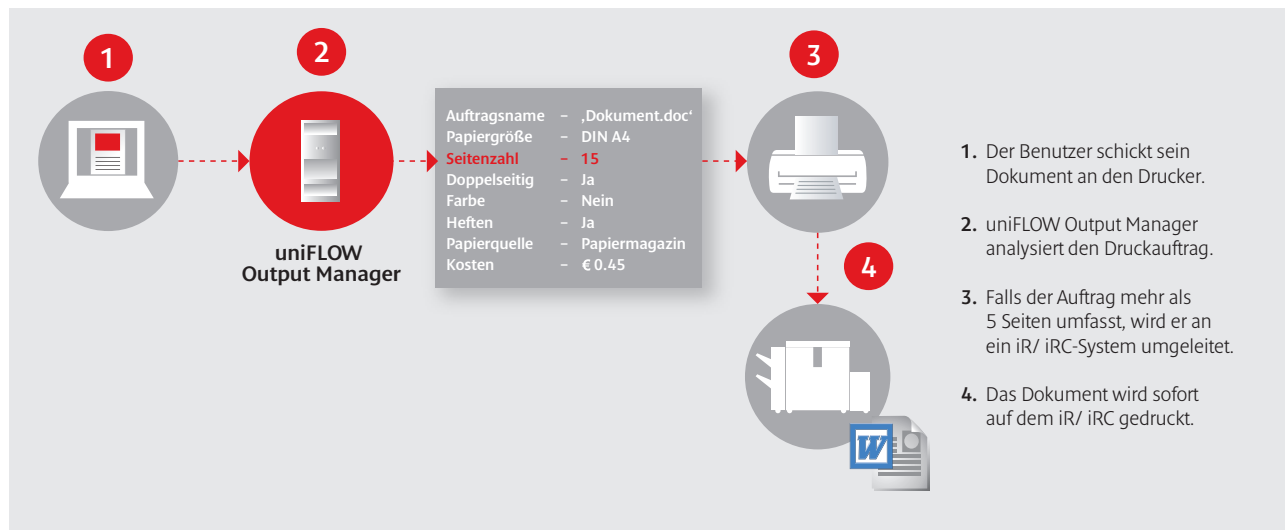 1
2
3
Auftragsname – ‚Dokument.doc‘
Papiergröße – DIN A4
Seitenzahl – 15
Doppelseitig – Ja
Farbe – Nein
Heften – Ja
Papierquelle – Papiermagazin
Kosten – € 0.45
uniFLOW
Output Manager
4
W
1. Der Benutzer schickt sein
Dokument an den Drucker.
2. uniFLOW Output Manager
analysiert den Druckauftrag.
3. Falls der Auftrag mehr als
5 Seiten umfasst, wird er an
ein iR/ iRC-System umgeleitet.
4. Das Dokument wird sofort
auf dem iR/ iRC gedruckt.